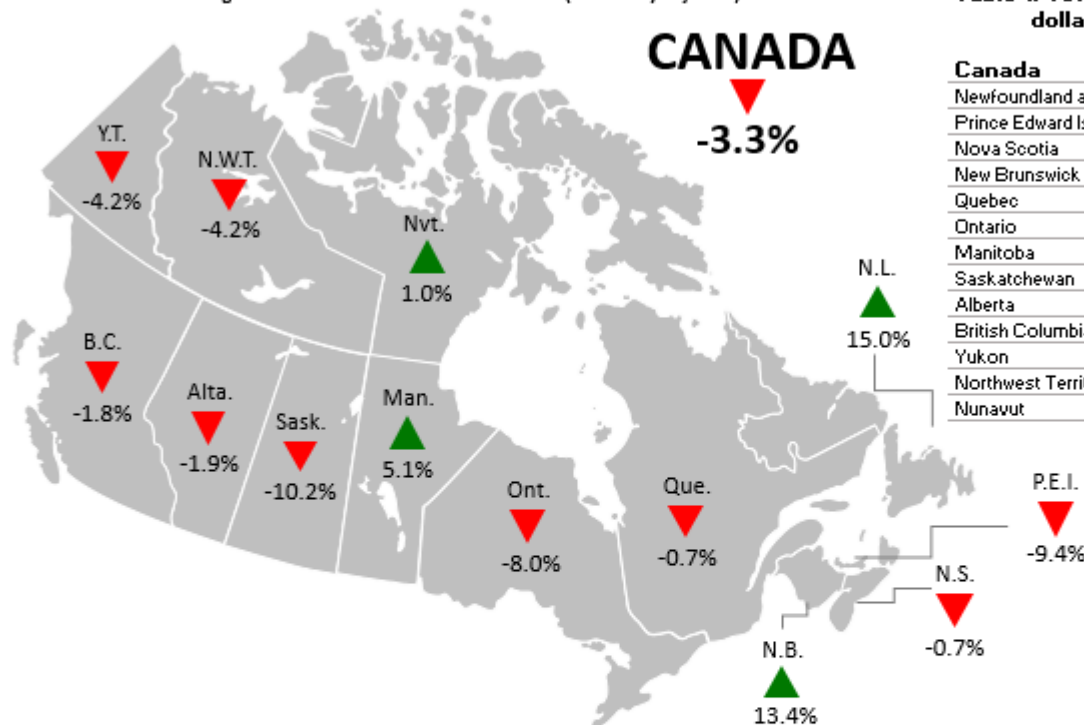 CANADA
-3.3%
Y.T.
-4.2%
N.W.T.
-4.2%
Nvt.
1.0%
N.L.
15.0%
B.C.
-1.8%
Alta.
-1.9%
Sask.
-10.2%
Man.
5.1%
Ont.
-8.0%
Que.
-0.7%
P.E.I.
-9.4%
N.S.
-0.7%
N.B.
13.4%
dolla
Canada
Newfoundland a
Prince Edward Is
Nova Scotia
New Brunswick
Quebec
Ontario
Manitoba
Saskatchewan
Alberta
British Columbi
Yukon
Northwest Terri
Nunavut